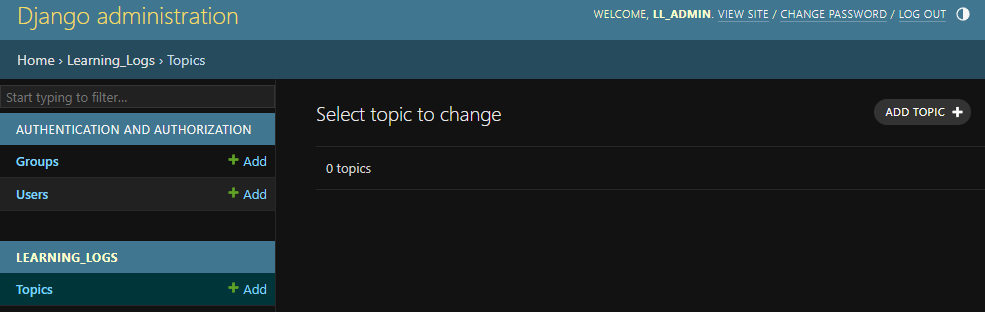 Django administration
WELCOME, LL_ADMIN. VIEW SITE / CHANGE PASSWORD / LOG OUT
Home › Learning_Logs › Topics
Start typing to filter...
AUTHENTICATION AND AUTHORIZATION
Groups + Add
Users + Add
LEARNING_LOGS
Topics + Add
Select topic to change
ADD TOPIC +
0 topics